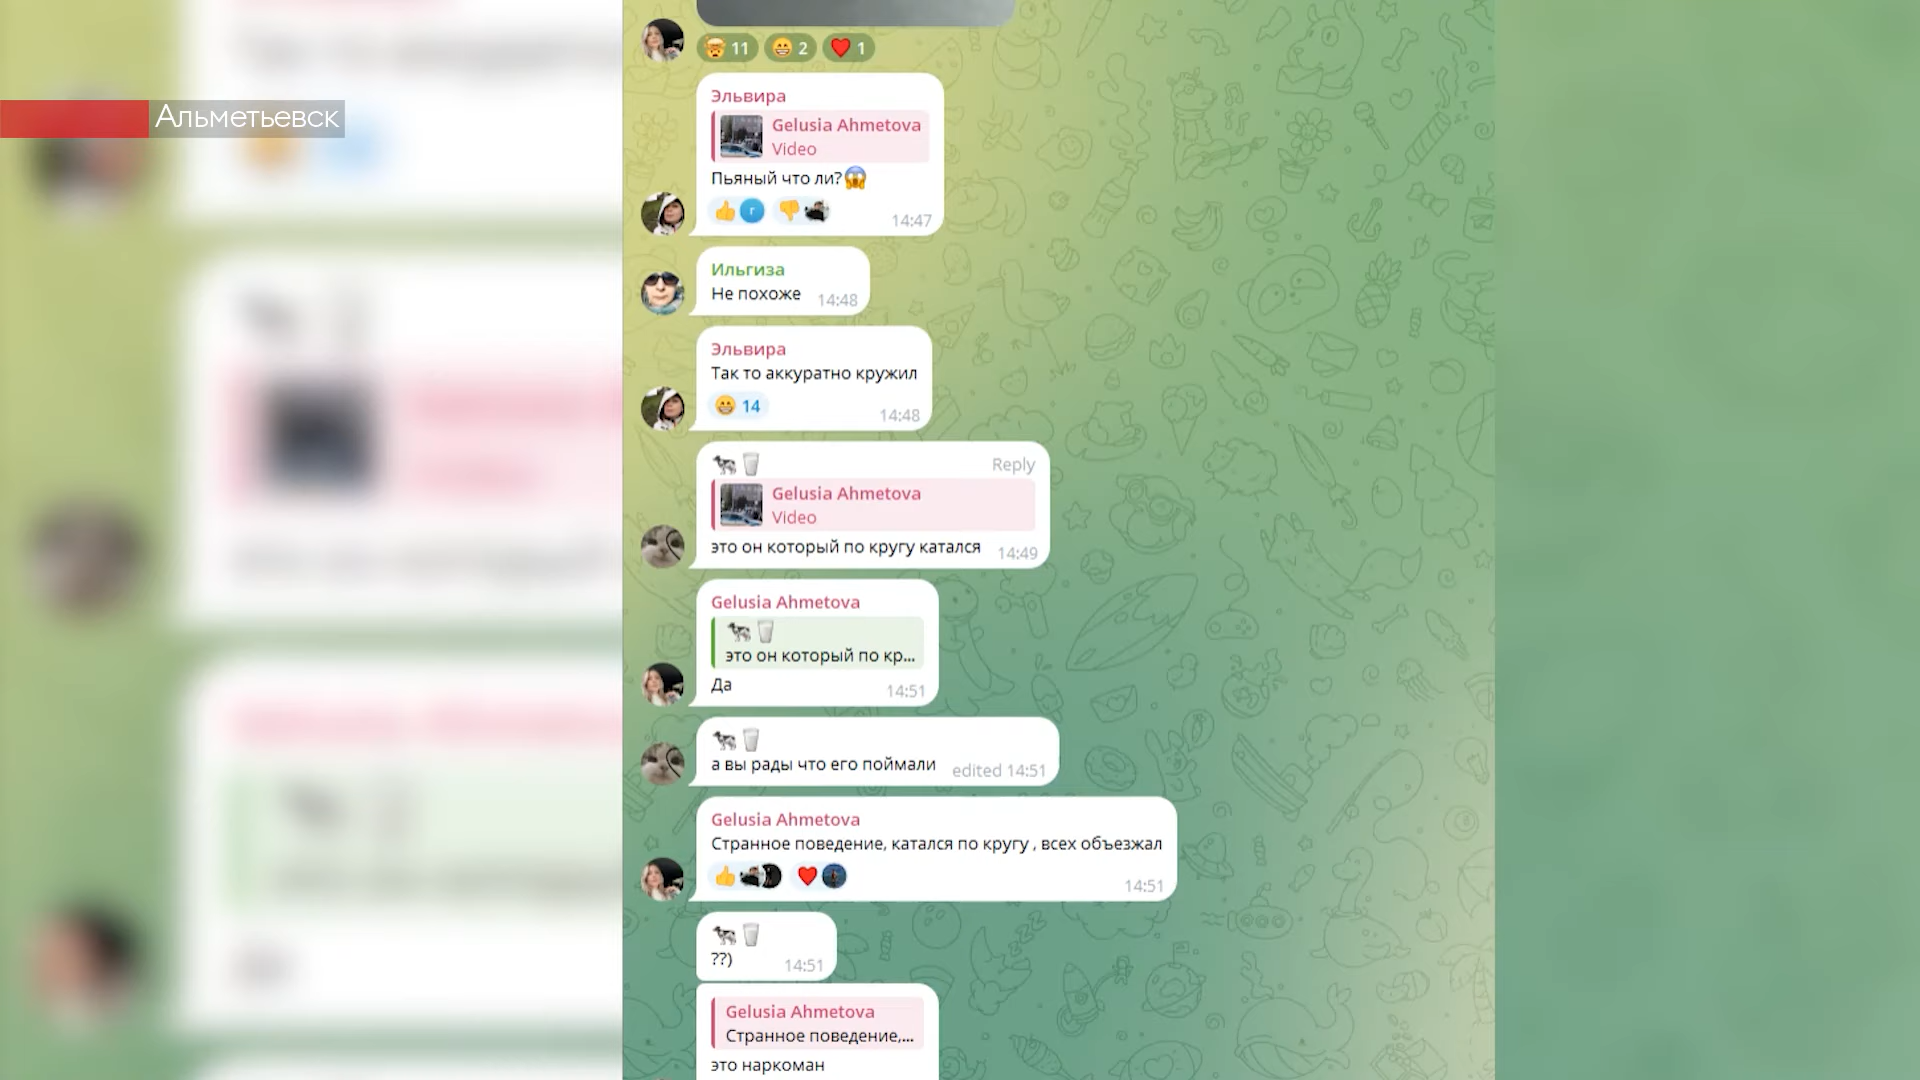 Альметьевск
11 2 1
Эльвира
Gelusia Ahmetova
Video
Пьяный что ли?😱
г
14:47
Ильгиза
Не похоже 14:48
Эльвира
Так то аккуратно кружил
14
14:48
Reply
Gelusia Ahmetova
Video
это он который по кругу катался 14:49
Gelusia Ahmetova
это он который по кр...
Да 14:51
а вы рады что его поймали edited 14:51
Gelusia Ahmetova
Странное поведение, катался по кругу , всех объезжал
14:51
??) 14:51
Gelusia Ahmetova
Странное поведение,...
это наркоман